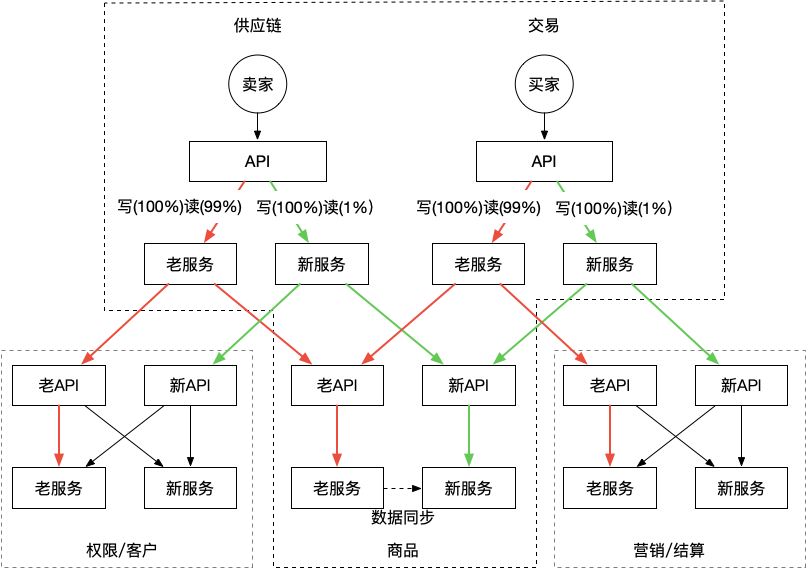 供应链
交易
卖家
买家
API
API
写(100%)读(99%)
写(100%)读(1%)
写(100%)读(99%)
写(100%)读(1%)
老服务
新服务
老服务
新服务
老API
新API
老API
新API
老API
新API
老服务
新服务
老服务
新服务
老服务
新服务
数据同步
权限/客户
商品
营销/结算